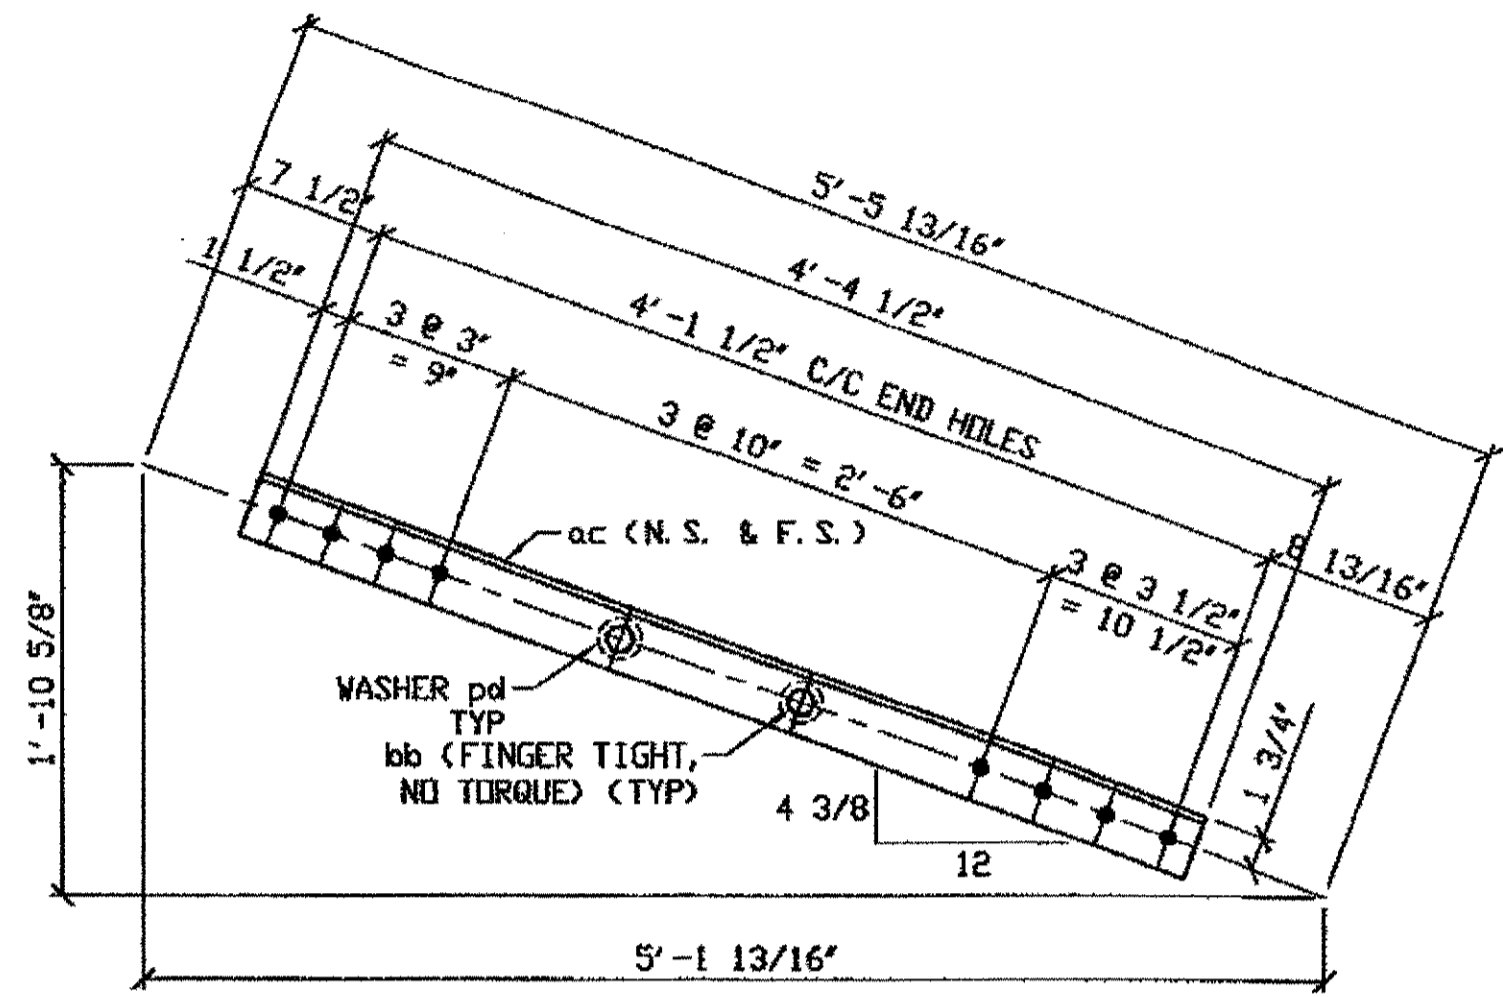 5'-5 13/16"
7 1/2"
4'-4 1/2"
1 1/2"
4'-1 1/2" C/C END HOLES
3 @ 3"
= 9"
3 @ 10" = 2'-6"
ac (N.S. & F.S.)
8 13/16"
3 @ 3 1/2"
= 10 1/2"
1'-10 5/8"
WASHER pd
TYP
bb (FINGER TIGHT,
NO TORQUE) (TYP)
1 3/4"
4 3/8
12
5'-1 13/16"